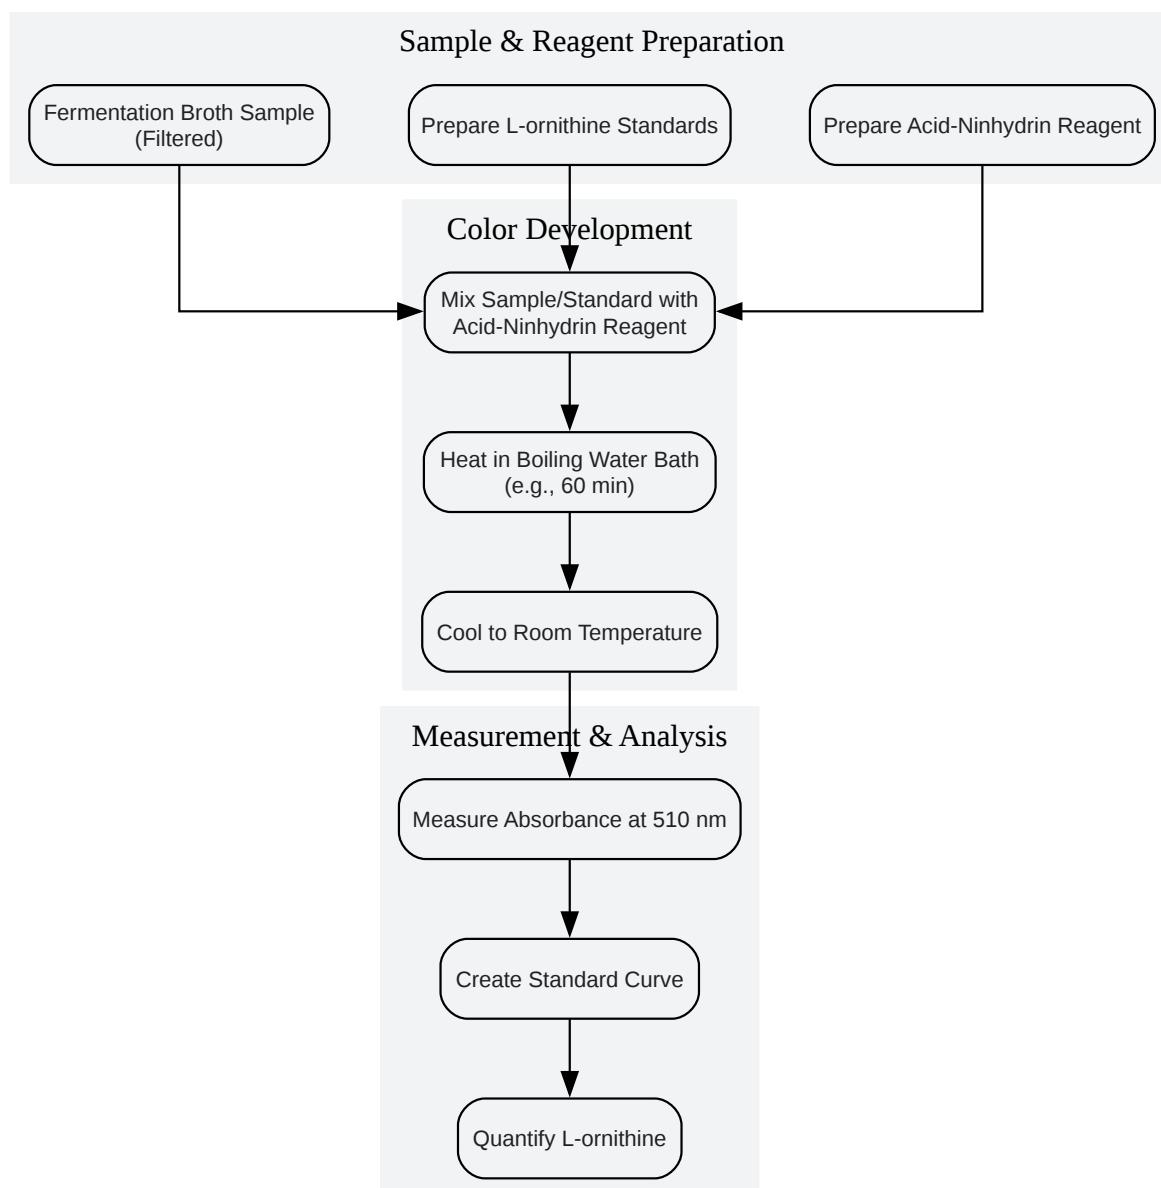 Sample & Reagent Preparation
Fermentation Broth Sample
(Filtered)
Prepare L-ornithine Standards
Prepare Acid-Ninhydrin Reagent
Color Development
Mix Sample/Standard with
Acid-Ninhydrin Reagent
Heat in Boiling Water Bath
(e.g., 60 min)
Cool to Room Temperature
Measurement & Analysis
Measure Absorbance at 510 nm
Create Standard Curve
Quantify L-ornithine